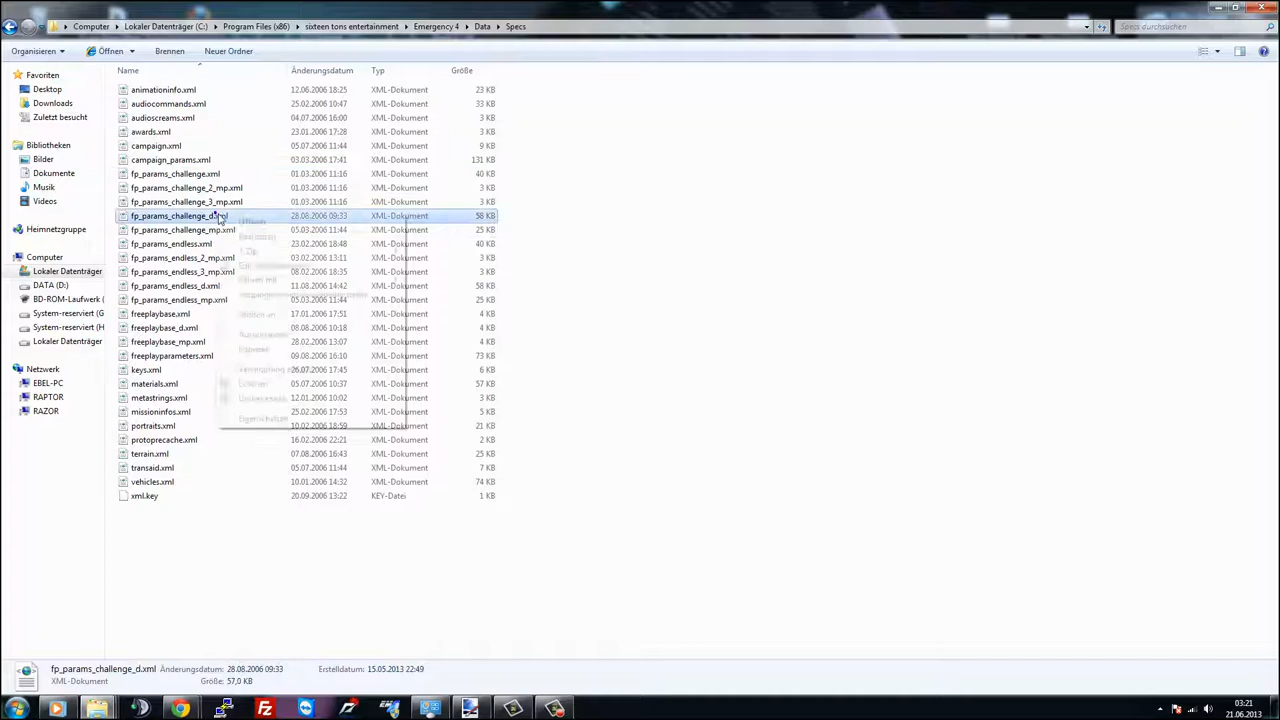 Computer Lokaler Datenträger (C:) Program Files (x86) sixteen tons entertainment Emergency 4 Data Specs
Specs durchsuchen
Organisieren Öffnen Brennen Neuer Ordner
Name Änderungsdatum Typ Größe
Favoriten
Desktop
Downloads
Zuletzt besucht
Bibliotheken
Bilder
Dokumente
Musik
Videos
Heimnetzgruppe
Computer
Lokaler Datenträger
DATA (D:)
BD-ROM-Laufwerk (
System-reserviert (G
System-reserviert (H
Lokaler Datenträger
Netzwerk
EBEL-PC
RAPTOR
RAZOR
animationinfo.xml 12.06.2006 18:25 XML-Dokument 23 KB
audiocommands.xml 25.02.2006 10:47 XML-Dokument 33 KB
audioscreams.xml 04.07.2006 16:00 XML-Dokument 3 KB
awards.xml 23.01.2006 17:28 XML-Dokument 3 KB
campaign.xml 05.07.2006 11:44 XML-Dokument 9 KB
campaign_params.xml 03.03.2006 17:41 XML-Dokument 131 KB
fp_params_challenge.xml 01.03.2006 11:16 XML-Dokument 40 KB
fp_params_challenge_2_mp.xml 01.03.2006 11:16 XML-Dokument 3 KB
fp_params_challenge_3_mp.xml 01.03.2006 11:16 XML-Dokument 3 KB
fp_params_challenge_d.xml 28.08.2006 09:33 XML-Dokument 58 KB
fp_params_challenge_mp.xml 05.03.2006 11:44 XML-Dokument 25 KB
fp_params_endless.xml 23.02.2006 18:48 XML-Dokument 40 KB
fp_params_endless_2_mp.xml 03.02.2006 13:11 XML-Dokument 3 KB
fp_params_endless_3_mp.xml 08.02.2006 18:35 XML-Dokument 3 KB
fp_params_endless_d.xml 11.08.2006 14:42 XML-Dokument 58 KB
fp_params_endless_mp.xml 05.03.2006 11:44 XML-Dokument 25 KB
freeplaybase.xml 17.01.2006 17:51 XML-Dokument 4 KB
freeplaybase_d.xml 08.08.2006 10:18 XML-Dokument 4 KB
freeplaybase_mp.xml 28.02.2006 13:07 XML-Dokument 4 KB
freeplayparameters.xml 09.08.2006 16:10 XML-Dokument 73 KB
keys.xml 26.07.2006 17:45 XML-Dokument 6 KB
materials.xml 05.07.2006 10:37 XML-Dokument 57 KB
metastrings.xml 12.01.2006 10:02 XML-Dokument 3 KB
missioninfos.xml 25.02.2006 17:53 XML-Dokument 5 KB
portraits.xml 10.02.2006 18:59 XML-Dokument 6 KB
protoprecache.xml 16.02.2006 22:21 XML-Dokument 2 KB
terrain.xml 07.08.2006 16:43 XML-Dokument 25 KB
transaid.xml 05.07.2006 11:44 XML-Dokument 7 KB
vehicles.xml 10.01.2006 14:32 XML-Dokument 74 KB
xml.key 20.09.2006 13:22 KEY-Datei 1 KB
Öffnen
7-Zip
Löschen
Umbenennen
Eigenschaften
fp_params_challenge_d.xml Änderungsdatum: 28.08.2006 09:33 Erstelldatum: 15.05.2013 22:49
XML-Dokument Größe: 57,0 KB
03:21
21.06.2013